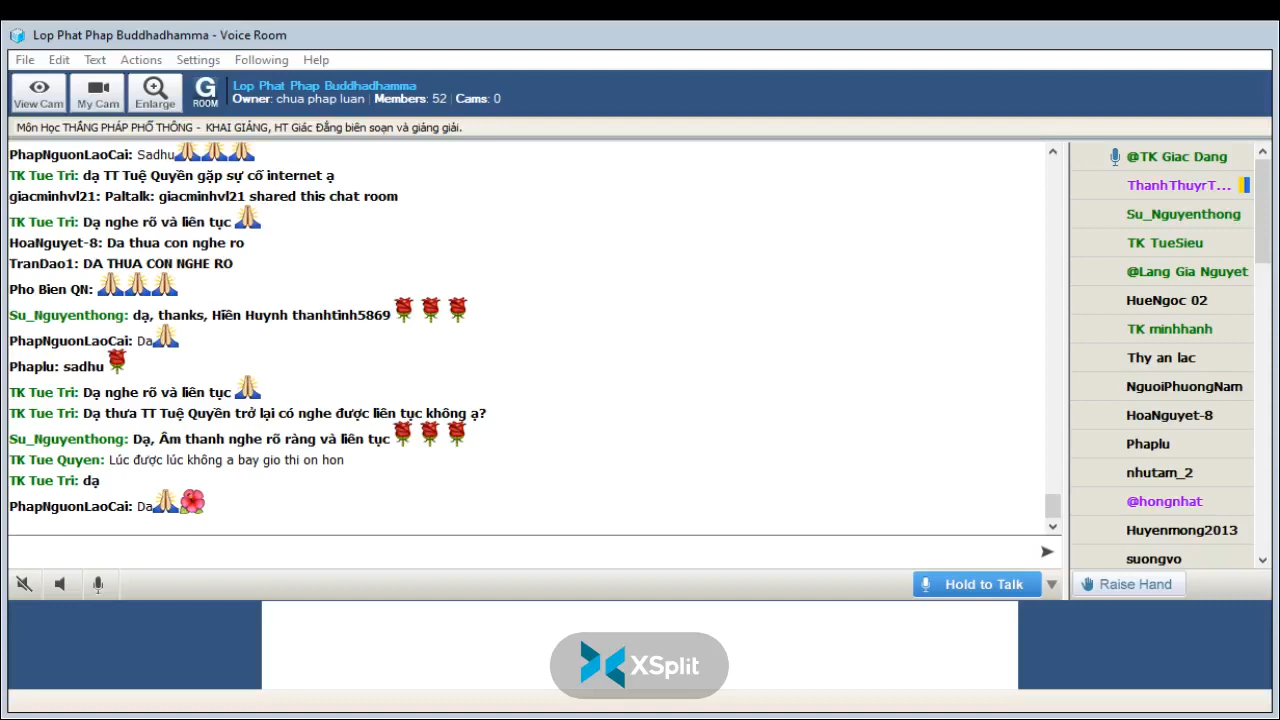 Lop Phat Phap Buddhadhamma - Voice Room
File Edit Text Actions Settings Following Help
View Cam My Cam Enlarge G ROOM
Lop Phat Phap Buddhadhamma
Owner: chua phap luan | Members: 52 | Cams: 0
Môn Học THẮNG PHÁP PHỔ THÔNG - KHAI GIẢNG, HT Giác Đẳng biên soạn và giảng giải.
PhapNguonLaoCai: Sadhu
TK Tue Tri: dạ TT Tuệ Quyền gặp sự cố internet ạ
giacminhvl21: Paltalk: giacminhvl21 shared this chat room
TK Tue Tri: Dạ nghe rõ và liên tục
HoaNguyet-8: Da thua con nghe ro
TranDao1: DA THUA CON NGHE RO
Pho Bien QN:
Su_Nguyenthong: dạ, thanks, Hiền Huynh thanhtinh5869
PhapNguonLaoCai: Da
Phaplu: sadhu
TK Tue Tri: Dạ nghe rõ và liên tục
TK Tue Tri: Dạ thưa TT Tuệ Quyền trở lại có nghe được liên tục không ạ?
Su_Nguyenthong: Dạ, Âm thanh nghe rõ ràng và liên tục
TK Tue Quyen: Lúc được lúc không a bay gio thi on hon
TK Tue Tri: dạ
PhapNguonLaoCai: Da
@TK Giac Dang
ThanhThuyrT...
Su_Nguyenthong
TK TueSieu
@Lang Gia Nguyet
HueNgoc 02
TK minhhanh
Thy an lac
NguoiPhuongNam
HoaNguyet-8
Phaplu
nhutam_2
@hongnhat
Huyenmong2013
suongvo
Hold to Talk
Raise Hand
XSplit